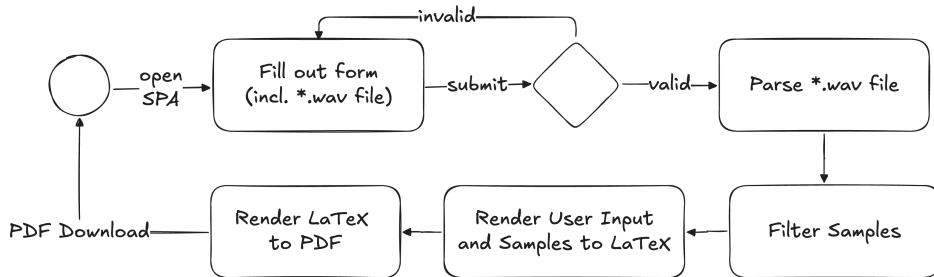 invalid
open
SPA
Fill out form
(incl. *.wav file)
submit
valid
Parse *.wav file
PDF Download
Render LaTeX
to PDF
Render User Input
and Samples to LaTeX
Filter Samples